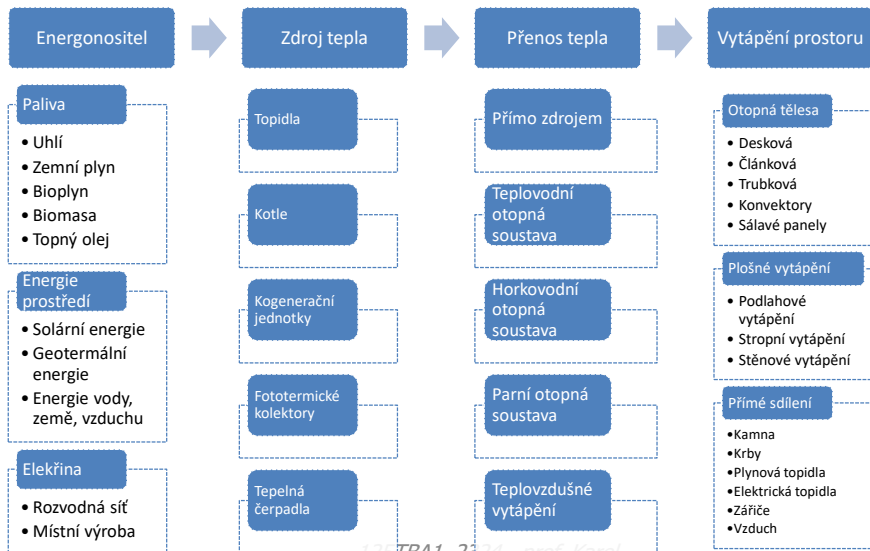 Energonositel
Zdroj tepla
Přenos tepla
Vytápění prostoru
Paliva
• Uhlí
• Zemní plyn
• Bioplyn
• Biomasa
• Topný olej
Energie
prostředí
• Solární energie
• Geotermální
energie
• Energie vody,
země, vzduchu
Elekřina
• Rozvodná síť
• Místní výroba
Topidla
Kotle
Kogenerační
jednotky
Fototermické
kolektory
Tepelná
čerpadla
Přímo zdrojem
Teplovodní
otopná
soustava
Horkovodní
otopná
soustava
Parní otopná
soustava
Teplovzdušné
vytápění
Otopná tělesa
• Desková
• Článková
• Trubková
• Konvektory
• Sálavé panely
Plošné vytápění
• Podlahové
vytápění
• Stropní vytápění
• Stěnové vytápění
Přímé sdílení
•Kamna
•Krby
•Plynová topidla
•Elektrická topidla
•Zářiče
•Vzduch
prof. Karel